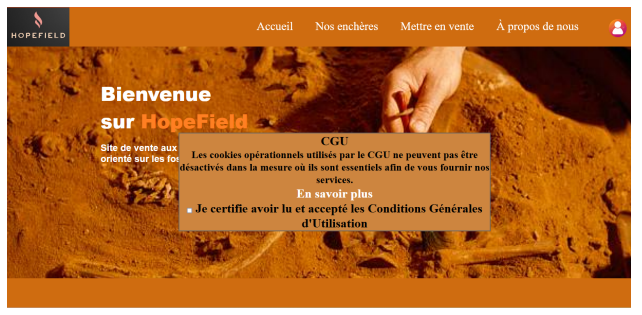 HOPEFIELD
Accueil Nos enchères Mettre en vente À propos de nous
Bienvenue
sur HopeField
Site de vente aux
orienté sur les fos
CGU
Les cookies opérationnels utilisés par le CGU ne peuvent pas être
désactivés dans la mesure où ils sont essentiels afin de vous fournir nos
services.
En savoir plus
Je certifie avoir lu et accepté les Conditions Générales
d'Utilisation